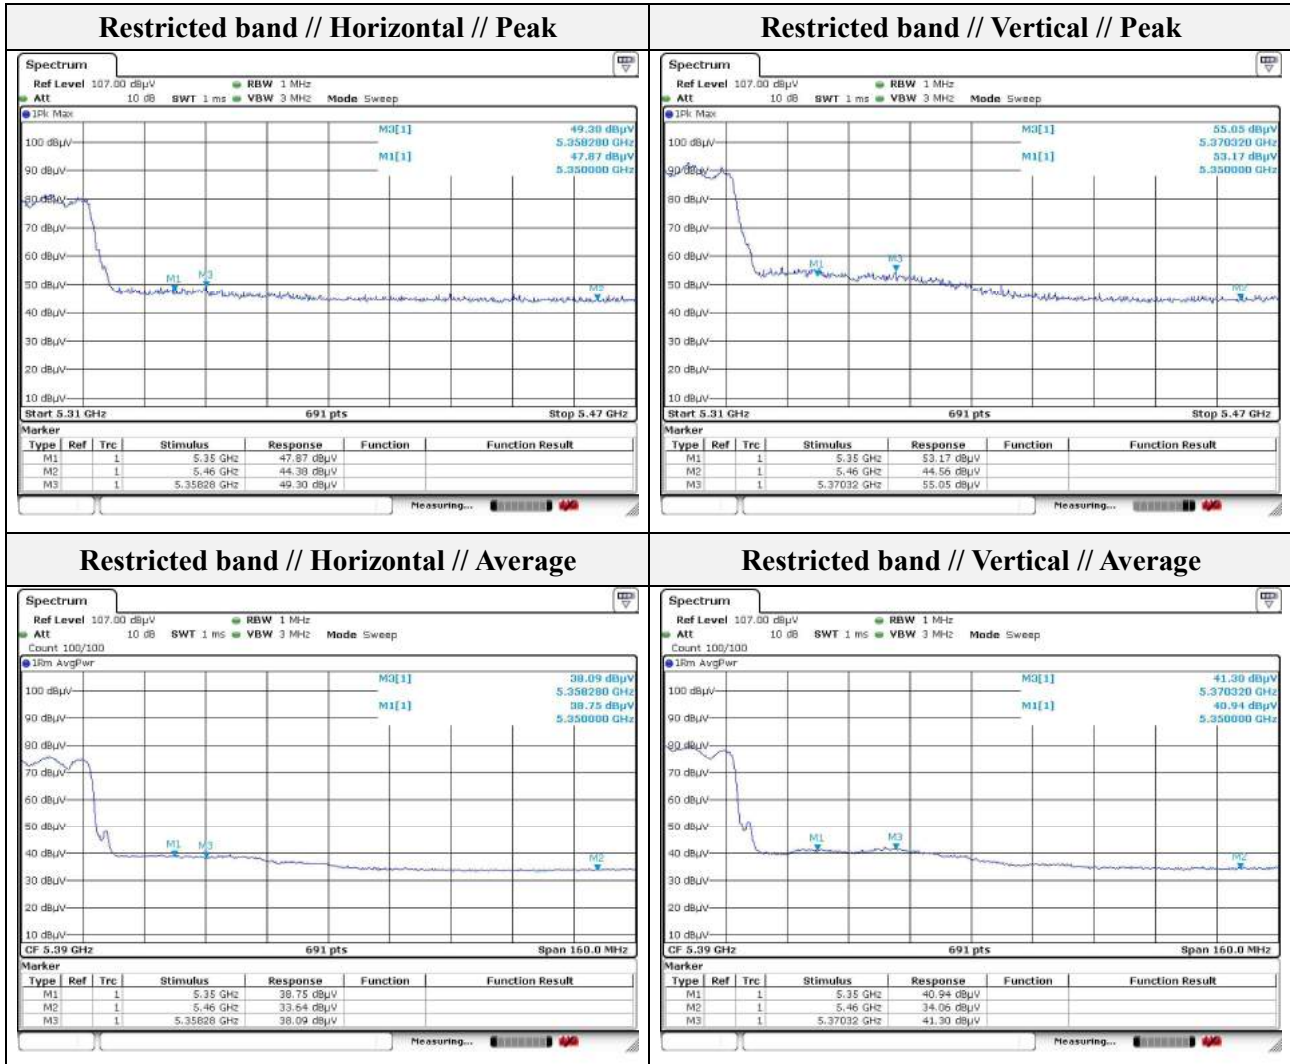 Restricted band // Horizontal // Peak
Spectrum
Ref Level 107.00 dBµV RBW 1 MHz
Att 10 dB SWT 1 ms VBW 3 MHz Mode Sweep
1Pk Max
M3[1] 49.30 dBµV
5.358280 GHz
M1[1] 47.87 dBµV
5.350000 GHz
100 dBµV
90 dBµV
80 dBµV
70 dBµV
60 dBµV
50 dBµV
40 dBµV
30 dBµV
20 dBµV
10 dBµV
M1 M3 M2
Start 5.31 GHz 691 pts Stop 5.47 GHz
Marker
Type Ref Trc Stimulus Response Function Function Result
M1 1 5.35 GHz 47.87 dBµV
M2 1 5.46 GHz 44.38 dBµV
M3 1 5.35828 GHz 49.30 dBµV
Measuring...
Restricted band // Vertical // Peak
Spectrum
Ref Level 107.00 dBµV RBW 1 MHz
Att 10 dB SWT 1 ms VBW 3 MHz Mode Sweep
1Pk Max
M3[1] 55.05 dBµV
5.370320 GHz
M1[1] 53.17 dBµV
5.350000 GHz
100 dBµV
90 dBµV
80 dBµV
70 dBµV
60 dBµV
50 dBµV
40 dBµV
30 dBµV
20 dBµV
10 dBµV
M1 M3 M2
Start 5.31 GHz 691 pts Stop 5.47 GHz
Marker
Type Ref Trc Stimulus Response Function Function Result
M1 1 5.35 GHz 53.17 dBµV
M2 1 5.46 GHz 44.56 dBµV
M3 1 5.37032 GHz 55.05 dBµV
Measuring...
Restricted band // Horizontal // Average
Spectrum
Ref Level 107.00 dBµV RBW 1 MHz
Att 10 dB SWT 1 ms VBW 3 MHz Mode Sweep
Count 100/100
1Rm AvgPwr
M3[1] 38.09 dBµV
5.358280 GHz
M1[1] 38.75 dBµV
5.350000 GHz
100 dBµV
90 dBµV
80 dBµV
70 dBµV
60 dBµV
50 dBµV
40 dBµV
30 dBµV
20 dBµV
10 dBµV
M1 M3 M2
CF 5.39 GHz 691 pts Span 160.0 MHz
Marker
Type Ref Trc Stimulus Response Function Function Result
M1 1 5.35 GHz 38.75 dBµV
M2 1 5.46 GHz 33.64 dBµV
M3 1 5.35828 GHz 38.09 dBµV
Measuring...
Restricted band // Vertical // Average
Spectrum
Ref Level 107.00 dBµV RBW 1 MHz
Att 10 dB SWT 1 ms VBW 3 MHz Mode Sweep
Count 100/100
1Rm AvgPwr
M3[1] 41.30 dBµV
5.370320 GHz
M1[1] 40.94 dBµV
5.350000 GHz
100 dBµV
90 dBµV
80 dBµV
70 dBµV
60 dBµV
50 dBµV
40 dBµV
30 dBµV
20 dBµV
10 dBµV
M1 M3 M2
CF 5.39 GHz 691 pts Span 160.0 MHz
Marker
Type Ref Trc Stimulus Response Function Function Result
M1 1 5.35 GHz 40.94 dBµV
M2 1 5.46 GHz 34.06 dBµV
M3 1 5.37032 GHz 41.30 dBµV
Measuring...